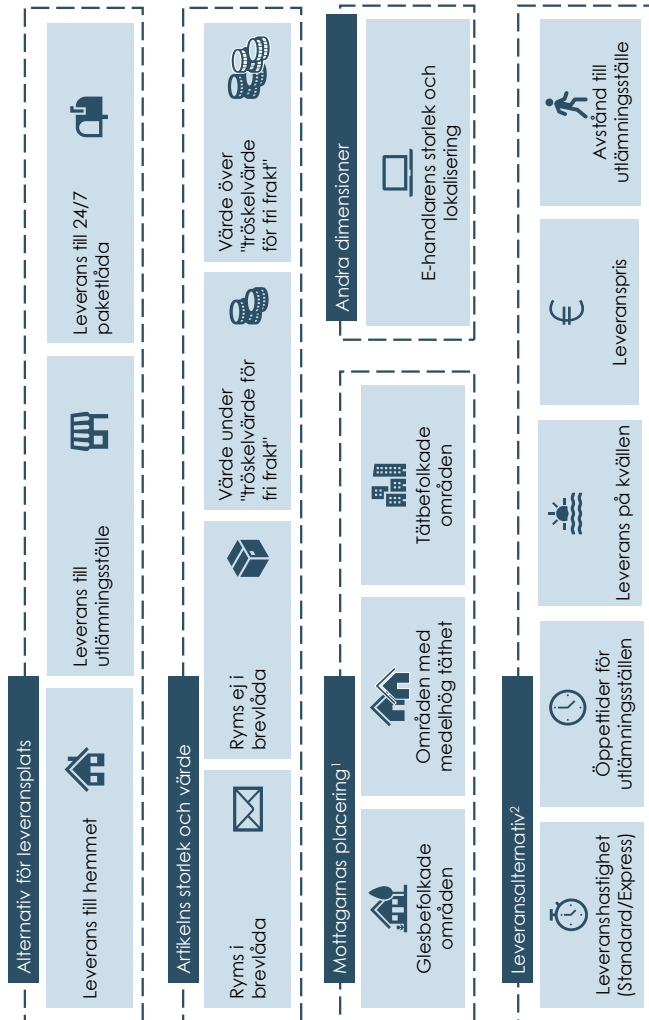 Alternativ för leveransplats
Leverans till hemmet
Leverans till
utlämningsställe
Leverans till 24/7
paketlåda
Artikelns storlek och värde
Ryms i
brevlåda
Ryms ej i
brevlåda
Värde under
"tröskelvärde för
fri frakt"
Värde över
"tröskelvärde
för fri frakt"
Mottagarnas placering¹
Glesbefolkade
områden
Områden med
medelhög täthet
Tätbefolkade
områden
Andra dimensioner
E-handlarens storlek och
lokalisering
Leveransalternativ²
Leveranshastighet
(Standard/Express)
Öppettider för
utlämningsställen
Leverans på kvällen
Leveranspris
€
Avstånd till
utlämningsställe